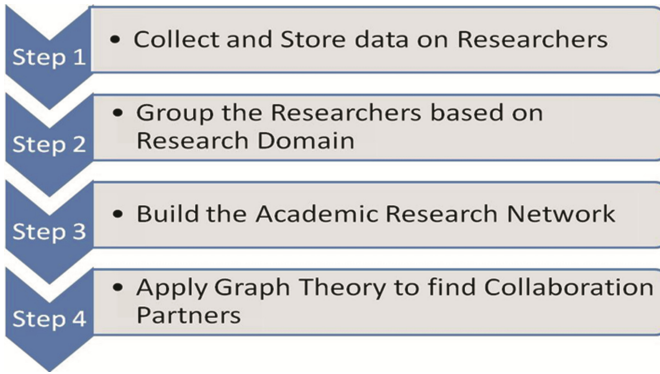 Step 1
• Collect and Store data on Researchers
Step 2
• Group the Researchers based on
Research Domain
Step 3
• Build the Academic Research Network
Step 4
• Apply Graph Theory to find Collaboration
Partners